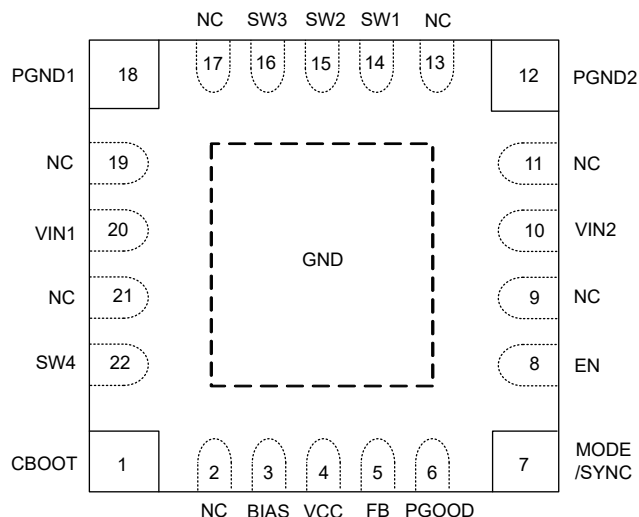 NC SW3 SW2 SW1 NC
17 16 15 14 13
PGND1 18 12 PGND2
NC 19 11 NC
VIN1 20 10 VIN2
GND
NC 21 9 NC
SW4 22 8 EN
CBOOT 1 7 MODE
/SYNC
2 3 4 5 6
NC BIAS VCC FB PGOOD